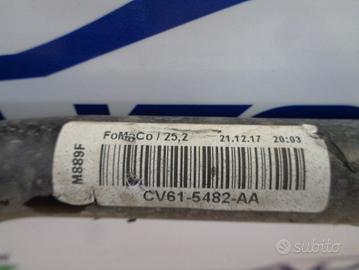 FoMoCo / 25,2 21.12.17 20:03
M889F
CV61-5482-AA
subito